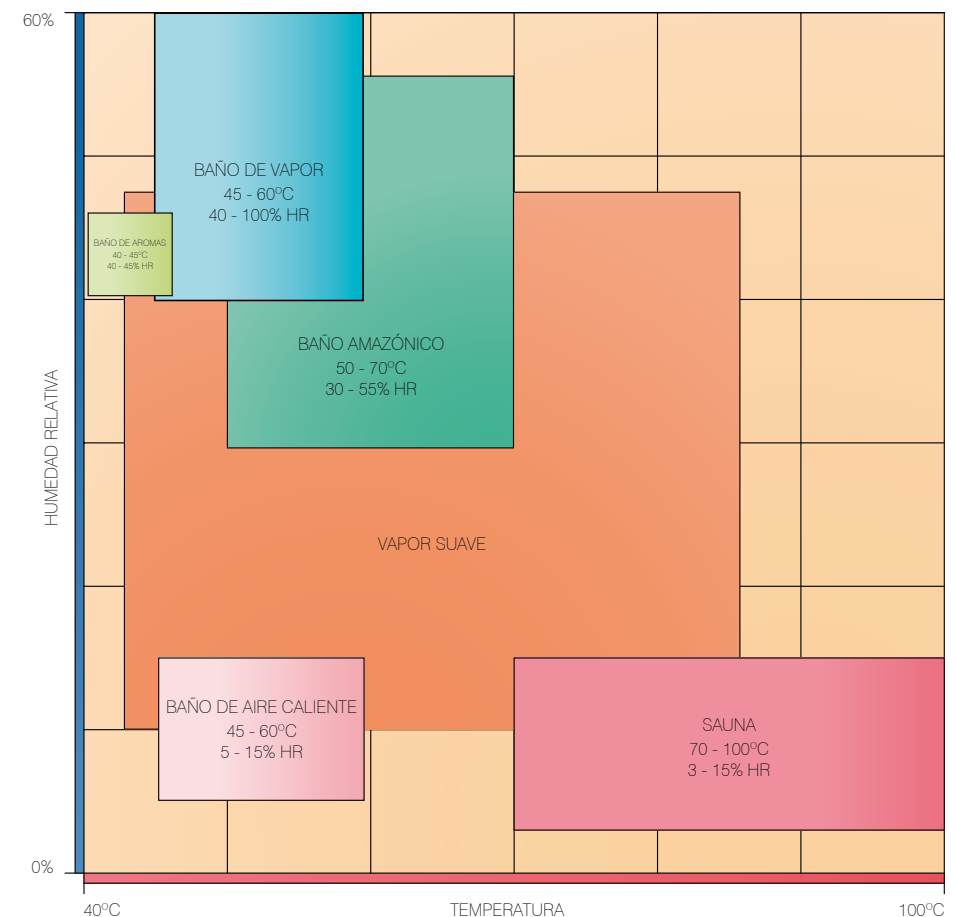 60%
BAÑO DE VAPOR
45 - 60ºC
40 - 100% HR
BAÑO DE AROMAS
40 - 45ºC
40 - 45% HR
BAÑO AMAZÓNICO
50 - 70ºC
30 - 55% HR
HUMEDAD RELATIVA
VAPOR SUAVE
BAÑO DE AIRE CALIENTE
45 - 60ºC
5 - 15% HR
SAUNA
70 - 100ºC
3 - 15% HR
0%
40ºC
TEMPERATURA
100ºC